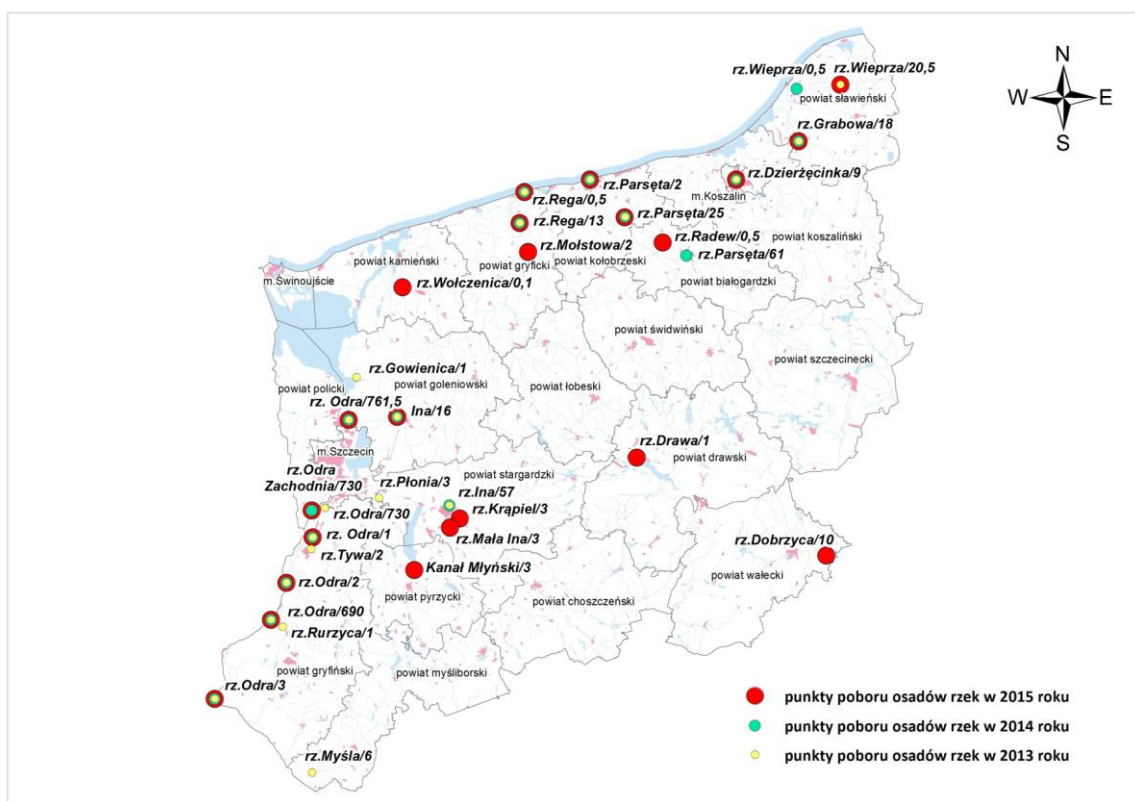 N
W E
S
rz.Wieprza/0,5 rz.Wieprza/20,5
powiat sławieński
rz.Grabowa/18
rz.Parsęta/2
rz.Dzierżęcinka/9
m.Koszalin
rz.Rega/0,5
rz.Parsęta/25
rz.Rega/13
rz.Radew/0,5
powiat koszaliński
rz.Mołstowa/2
rz.Parsęta/61
powiat kamieński
powiat gryficki
powiat kołobrzeski
m.Świnoujście
rz.Wołczenica/0,1
powiat białogardzki
powiat świdwiński
powiat szczecinecki
rz.Gowienica/1
powiat policki
powiat goleniowski
powiat łobeski
rz. Odra/761,5
Ina/16
m.Szczecin
rz.Drawa/1
powiat drawski
rz.Odra
Zachodnia/730
rz.Płonia/3
powiat stargardzki
rz.Ina/57
rz.Odra/730
rz.Krąpiel/3
rz. Odra/1
rz.Mała Ina/3
rz.Tywa/2
rz.Dobrzyca/10
Kanał Młyński/3
rz.Odra/2
powiat wałecki
powiat pyrzycki
powiat choszczeński
rz.Odra/690
rz.Rurzyca/1
powiat gryfiński
powiat myśliborski
rz.Odra/3
rz.Myśla/6
punkty poboru osadów rzek w 2015 roku
punkty poboru osadów rzek w 2014 roku
punkty poboru osadów rzek w 2013 roku